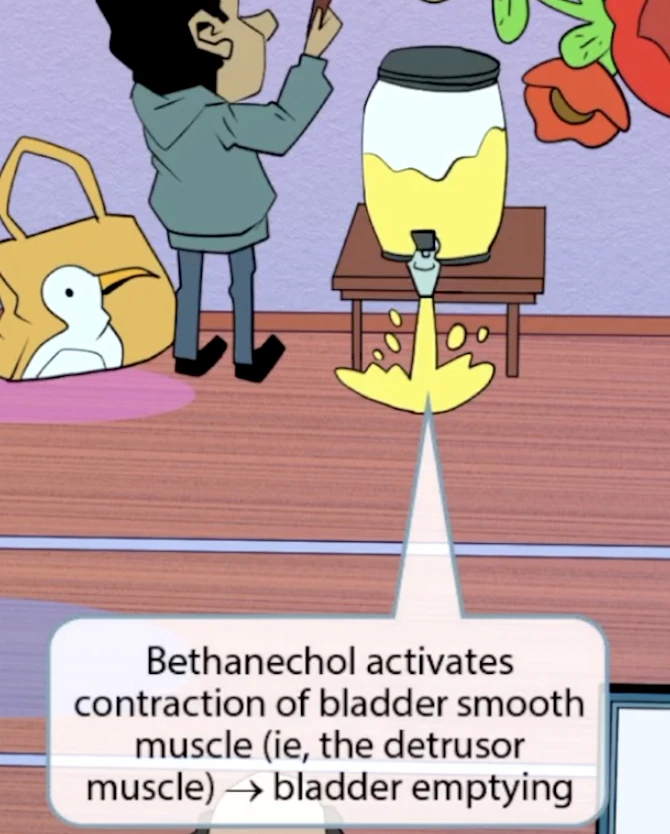 Bethanechol activates
contraction of bladder smooth
muscle (ie, the detrusor
muscle) → bladder emptying